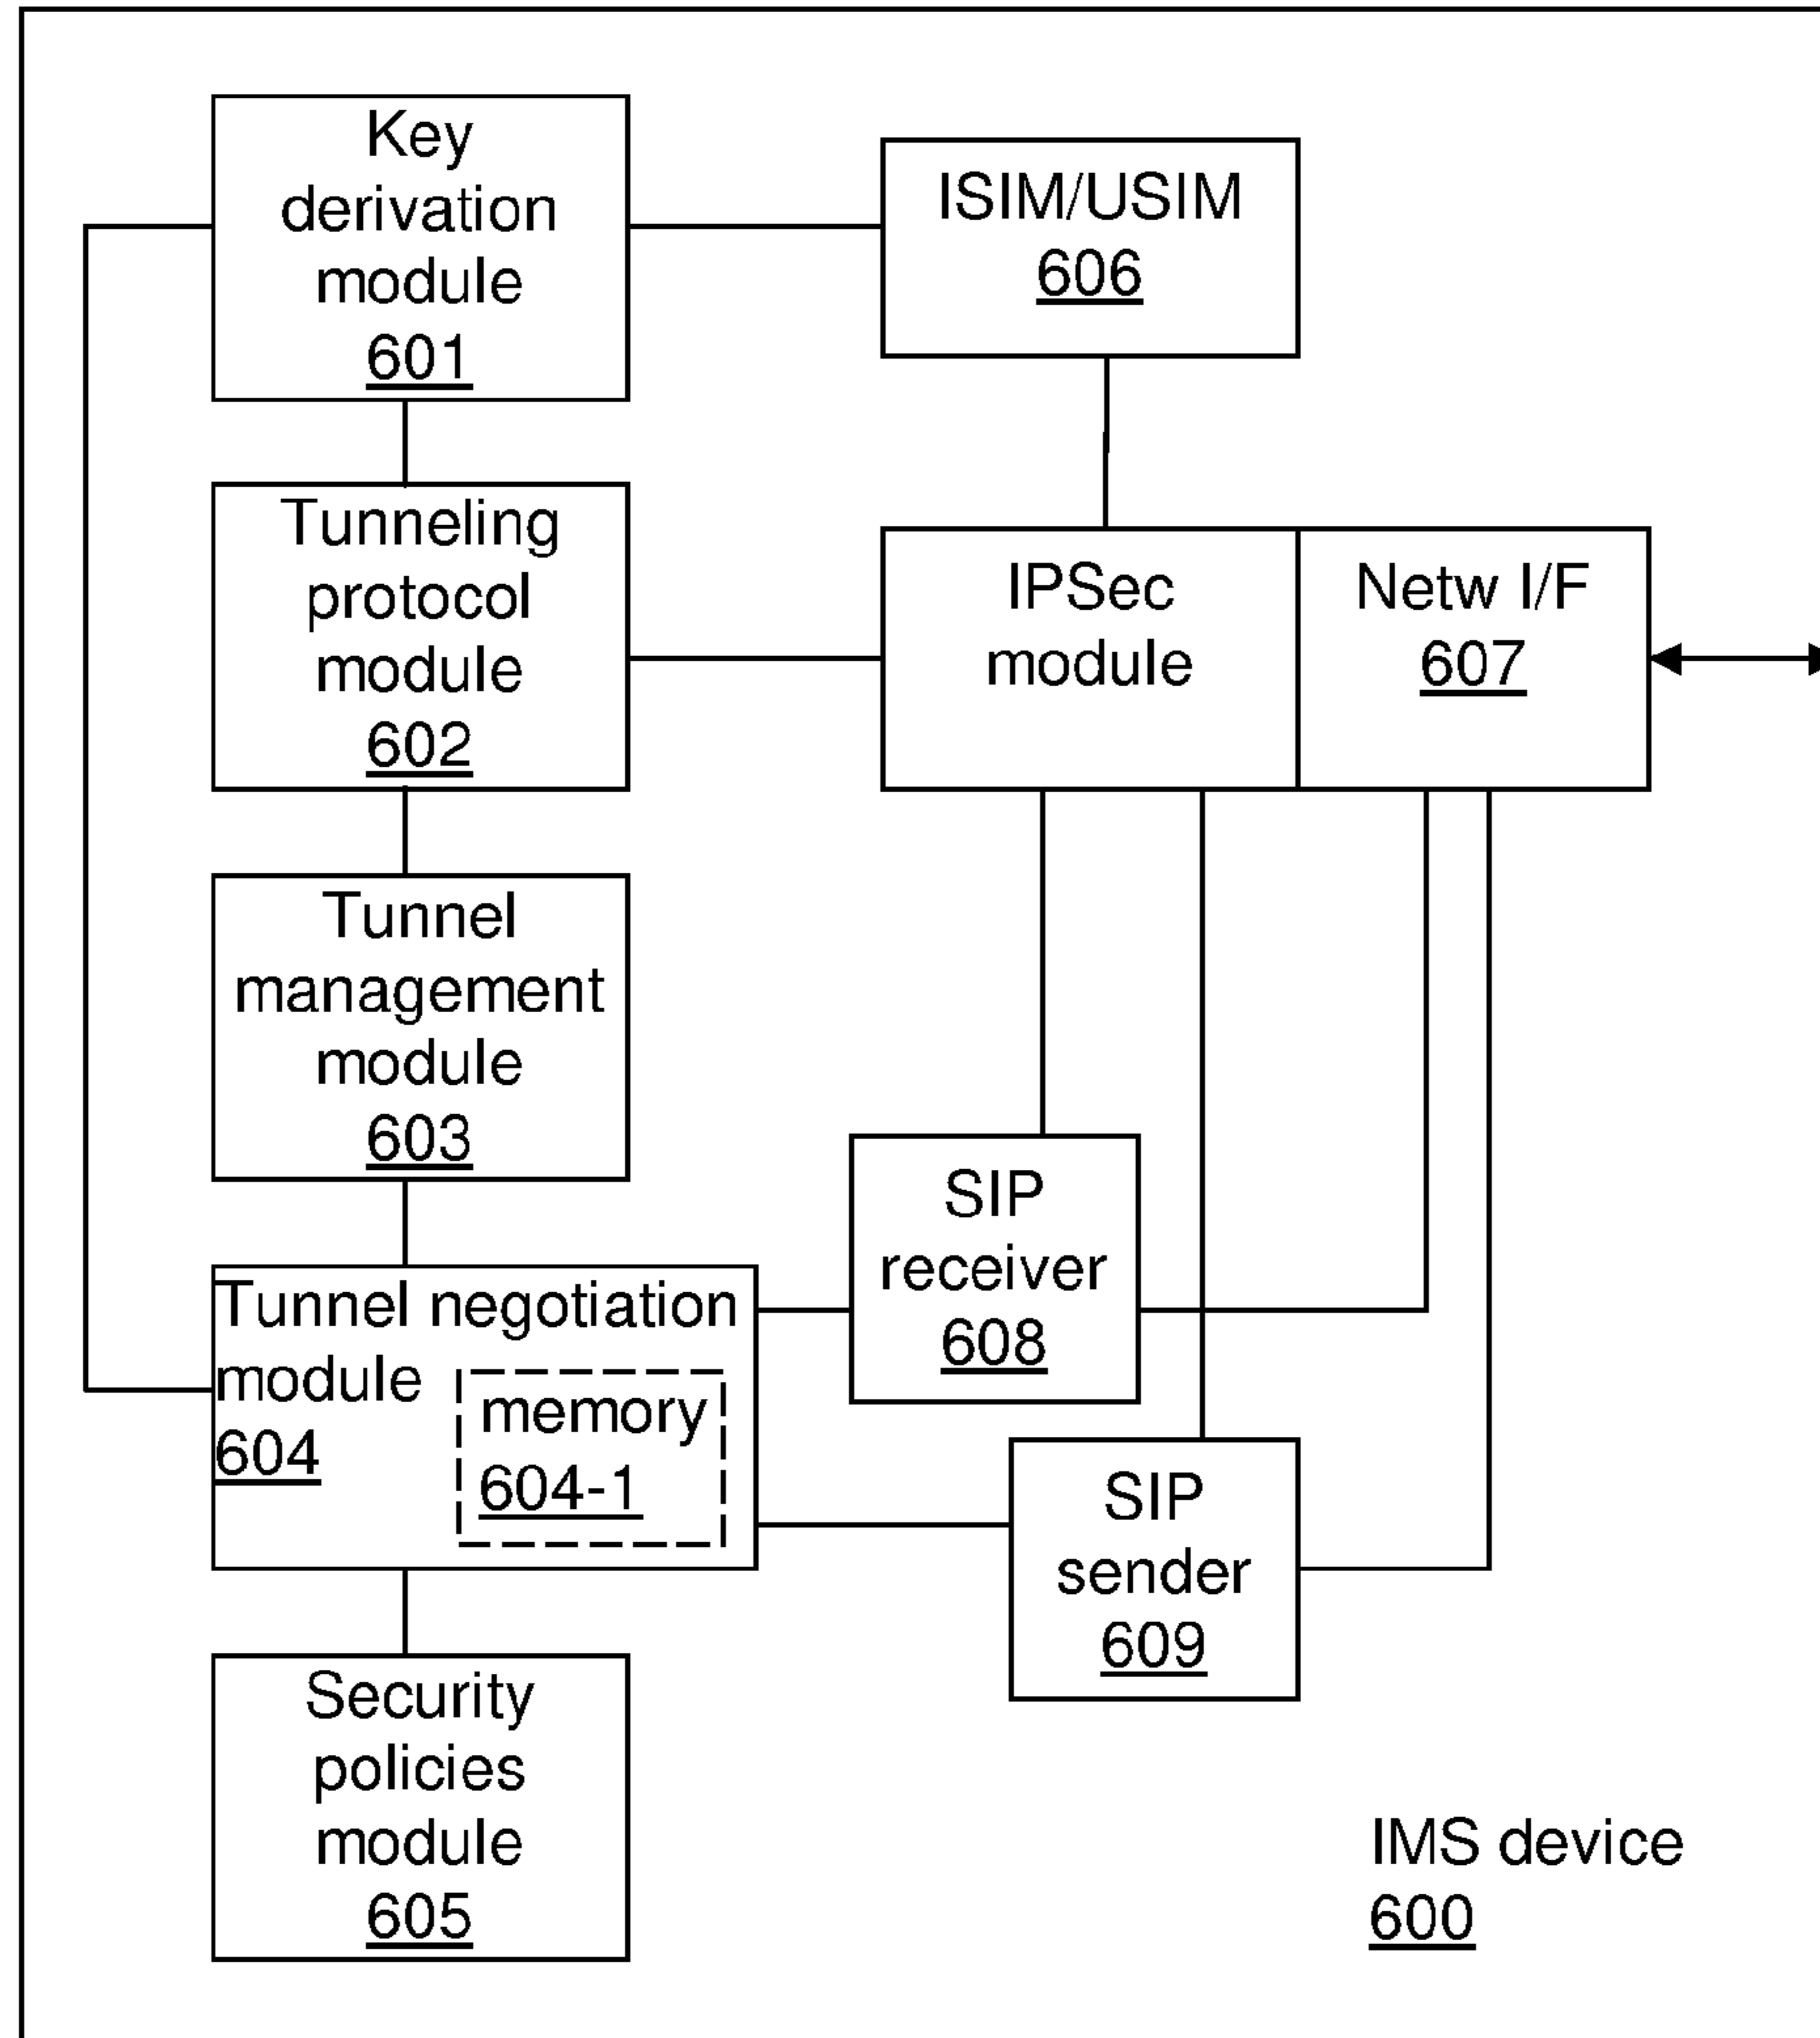 Key
derivation
module
601
ISIM/USIM
606
Tunneling
protocol
module
602
IPSec
module
Netw I/F
607
Tunnel
management
module
603
SIP
receiver
608
Tunnel negotiation
module
604
memory
604-1
SIP
sender
609
Security
policies
module
605
IMS device
600